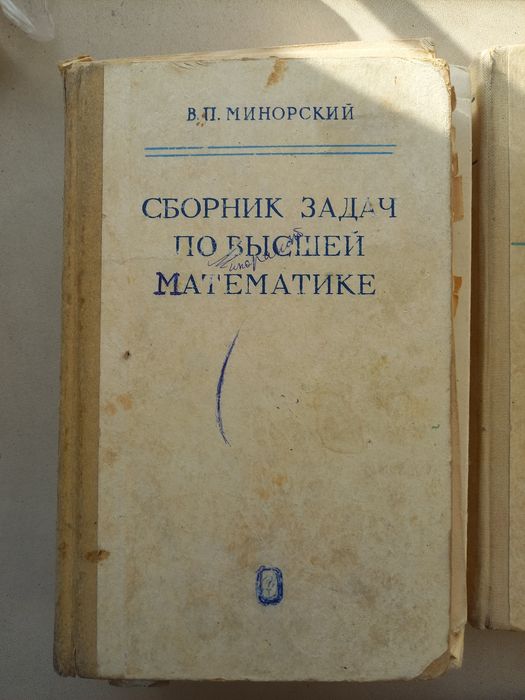 В. П. МИНОРСКИЙ
СБОРНИК ЗАДАЧ
ПО ВЫСШЕЙ
МАТЕМАТИКЕ